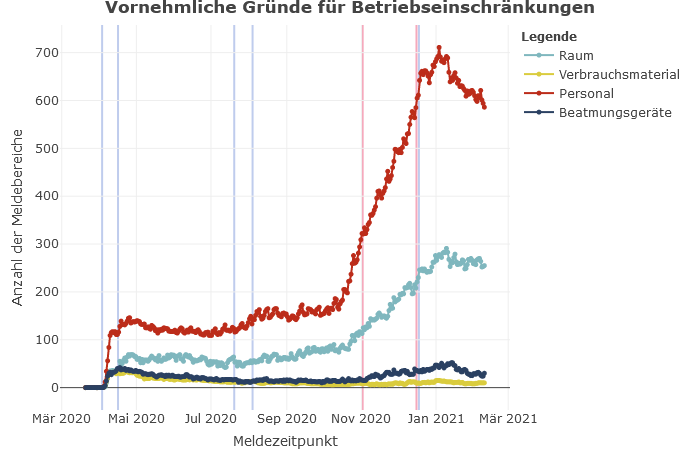 Vornehmliche Gründe für Betriebseinschränkungen
Legende
Raum
Verbrauchsmaterial
Personal
Beatmungsgeräte
Anzahl der Meldebereiche
700
600
500
400
300
200
100
0
Mär 2020
Mai 2020
Jul 2020
Sep 2020
Nov 2020
Jan 2021
Mär 2021
Meldezeitpunkt